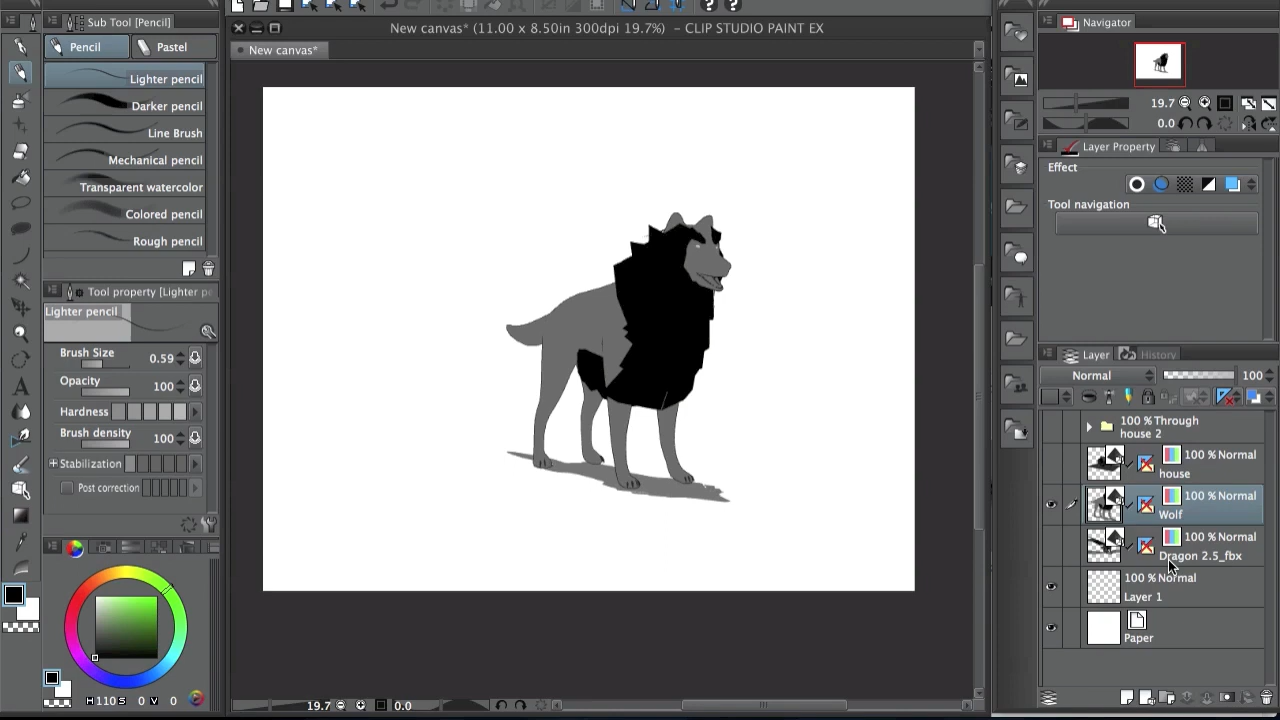 Sub Tool [Pencil]
Pencil
Pastel
Lighter pencil
Darker pencil
Line Brush
Mechanical pencil
Transparent watercolor
Colored pencil
Rough pencil
Tool property [Lighter pe
Lighter pencil
Brush Size 0.59
Opacity 100
Hardness
Brush density 100
Stabilization
Post correction
H 110 S 0 V 0
New canvas* (11.00 x 8.50in 300dpi 19.7%) - CLIP STUDIO PAINT EX
New canvas*
19.7
0.0
Navigator
19.7
0.0
Layer Property
Effect
Tool navigation
Layer
History
Normal
100
100 % Through
house 2
100 % Normal
house
100 % Normal
Wolf
100 % Normal
Dragon 2.5_fbx
100 % Normal
Layer 1
Paper